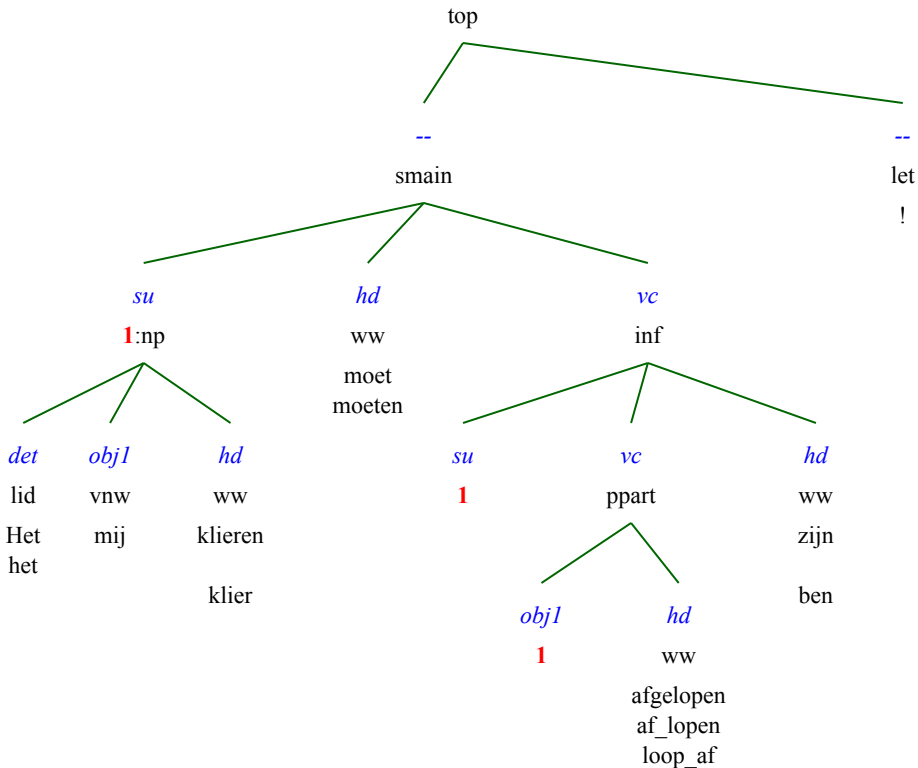 top
-- --
smain let
!
su hd vc
1:np ww inf
moet
moeten
det obj1 hd su vc hd
lid vnw ww 1 ppart ww
Het mij klieren zijn
het
klier ben
obj1 hd
1 ww
afgelopen
af_lopen
loop_af